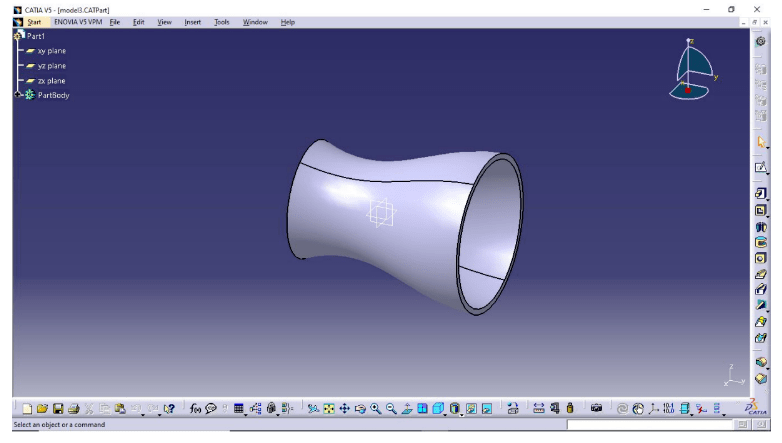 CATIA V5 - [model3.CATPart]
Start ENOVIA V5 VPM File Edit View Insert Tools Window Help
Part1
xy plane
yz plane
zx plane
PartBody
z
y
z
x
y
f(x)
CATIA
Select an object or a command